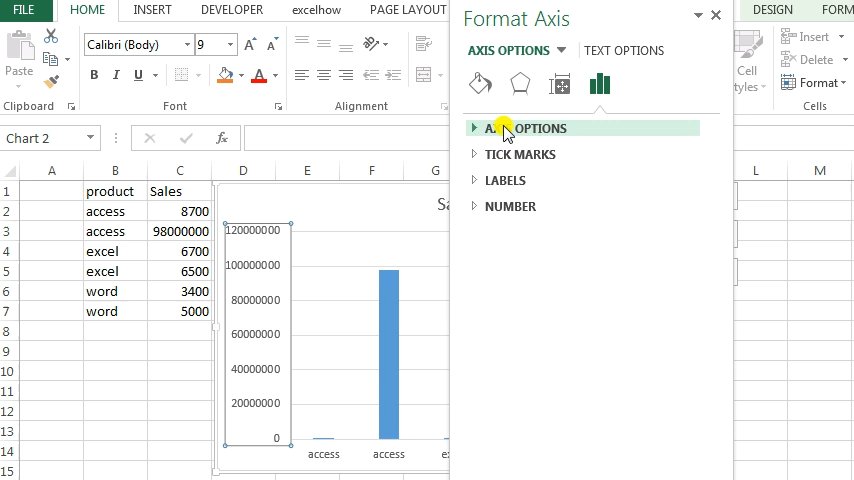 FILE HOME INSERT DEVELOPER excelhow PAGE LAYOUT DESIGN FORM
Format Axis
AXIS OPTIONS TEXT OPTIONS
Paste
Calibri (Body) 9
B I U A
Cell
Insert
Delete
Format
Clipboard Font Alignment Cells
Chart 2 fx
AXIS OPTIONS
TICK MARKS
LABELS
NUMBER
A B C D E F G L M
1 product Sales
2 access 8700
3 access 98000000
4 excel 6700
5 excel 6500
6 word 3400
7 word 5000
8
9
10
11
12
13
14
15
120000000
100000000
80000000
60000000
40000000
20000000
0
access access